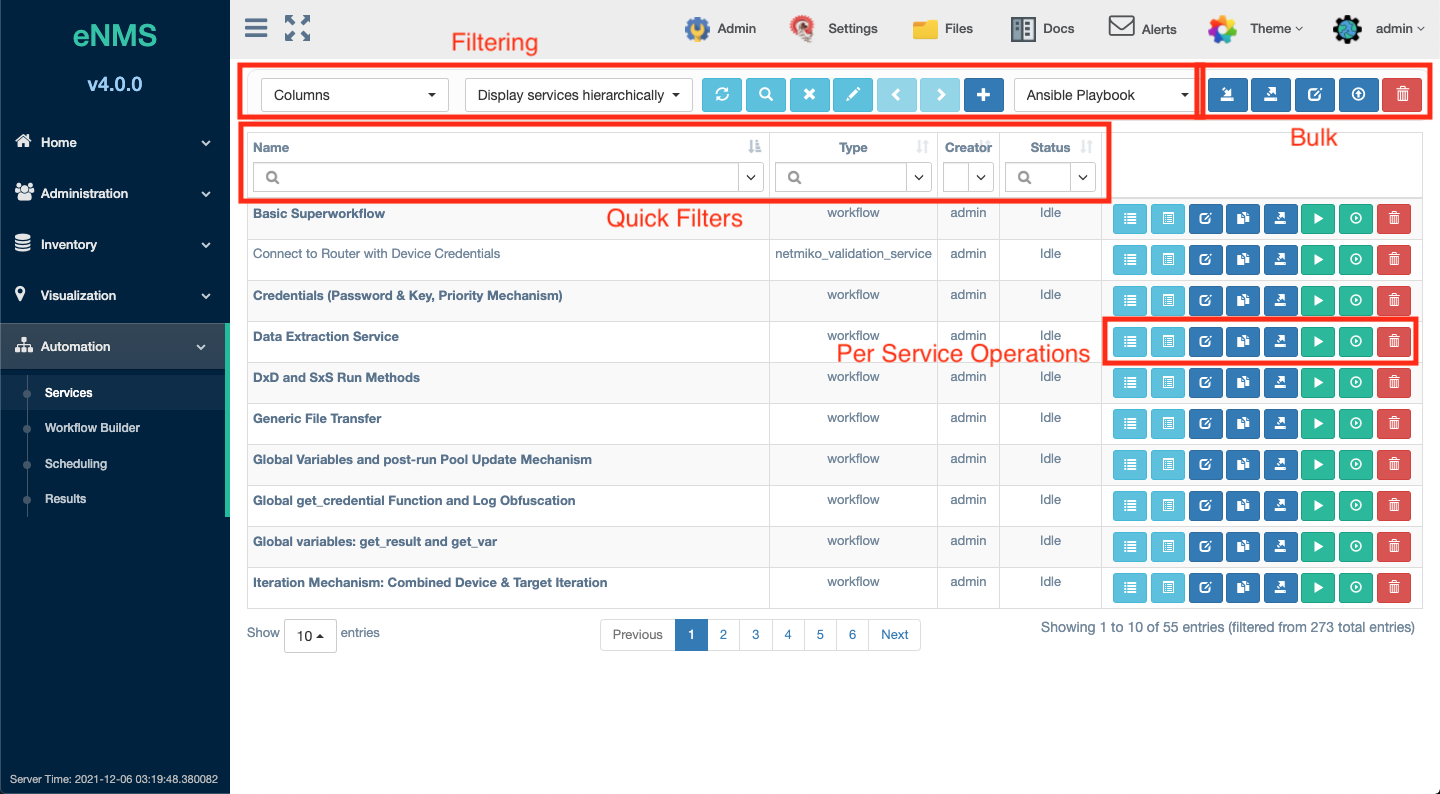 eNMS
v4.0.0
Home
Administration
Inventory
Visualization
Automation
Services
Workflow Builder
Scheduling
Results
Server Time: 2021-12-06 03:19:48.380082
Admin
Settings
Files
Docs
Alerts
Theme
admin
Filtering
Columns
Display services hierarchically
Ansible Playbook
Bulk
Name
Type
Creator
Status
Quick Filters
Basic Superworkflow workflow admin Idle
Connect to Router with Device Credentials netmiko_validation_service admin Idle
Credentials (Password & Key, Priority Mechanism) workflow admin Idle
Data Extraction Service workflow admin Idle
Per Service Operations
DxD and SxS Run Methods workflow admin Idle
Generic File Transfer workflow admin Idle
Global Variables and post-run Pool Update Mechanism workflow admin Idle
Global get_credential Function and Log Obfuscation workflow admin Idle
Global variables: get_result and get_var workflow admin Idle
Iteration Mechanism: Combined Device & Target Iteration workflow admin Idle
Show 10 entries
Previous 1 2 3 4 5 6 Next
Showing 1 to 10 of 55 entries (filtered from 273 total entries)